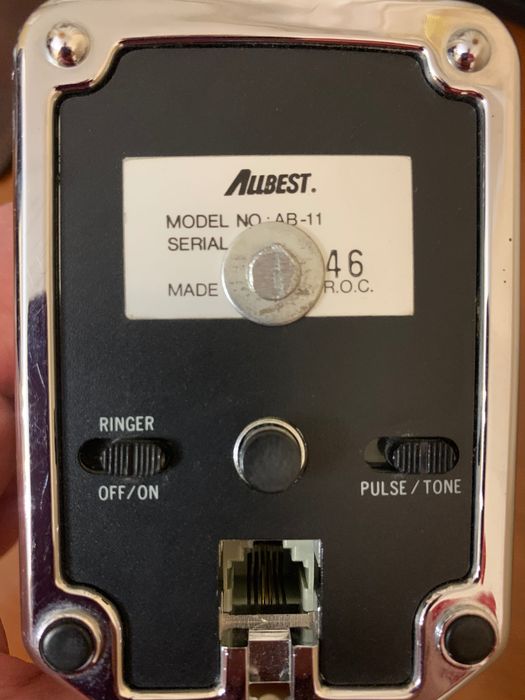 ALLBEST.
MODEL NO.: AB-11
SERIAL 46
MADE R.O.C.
RINGER
OFF/ON
PULSE/TONE